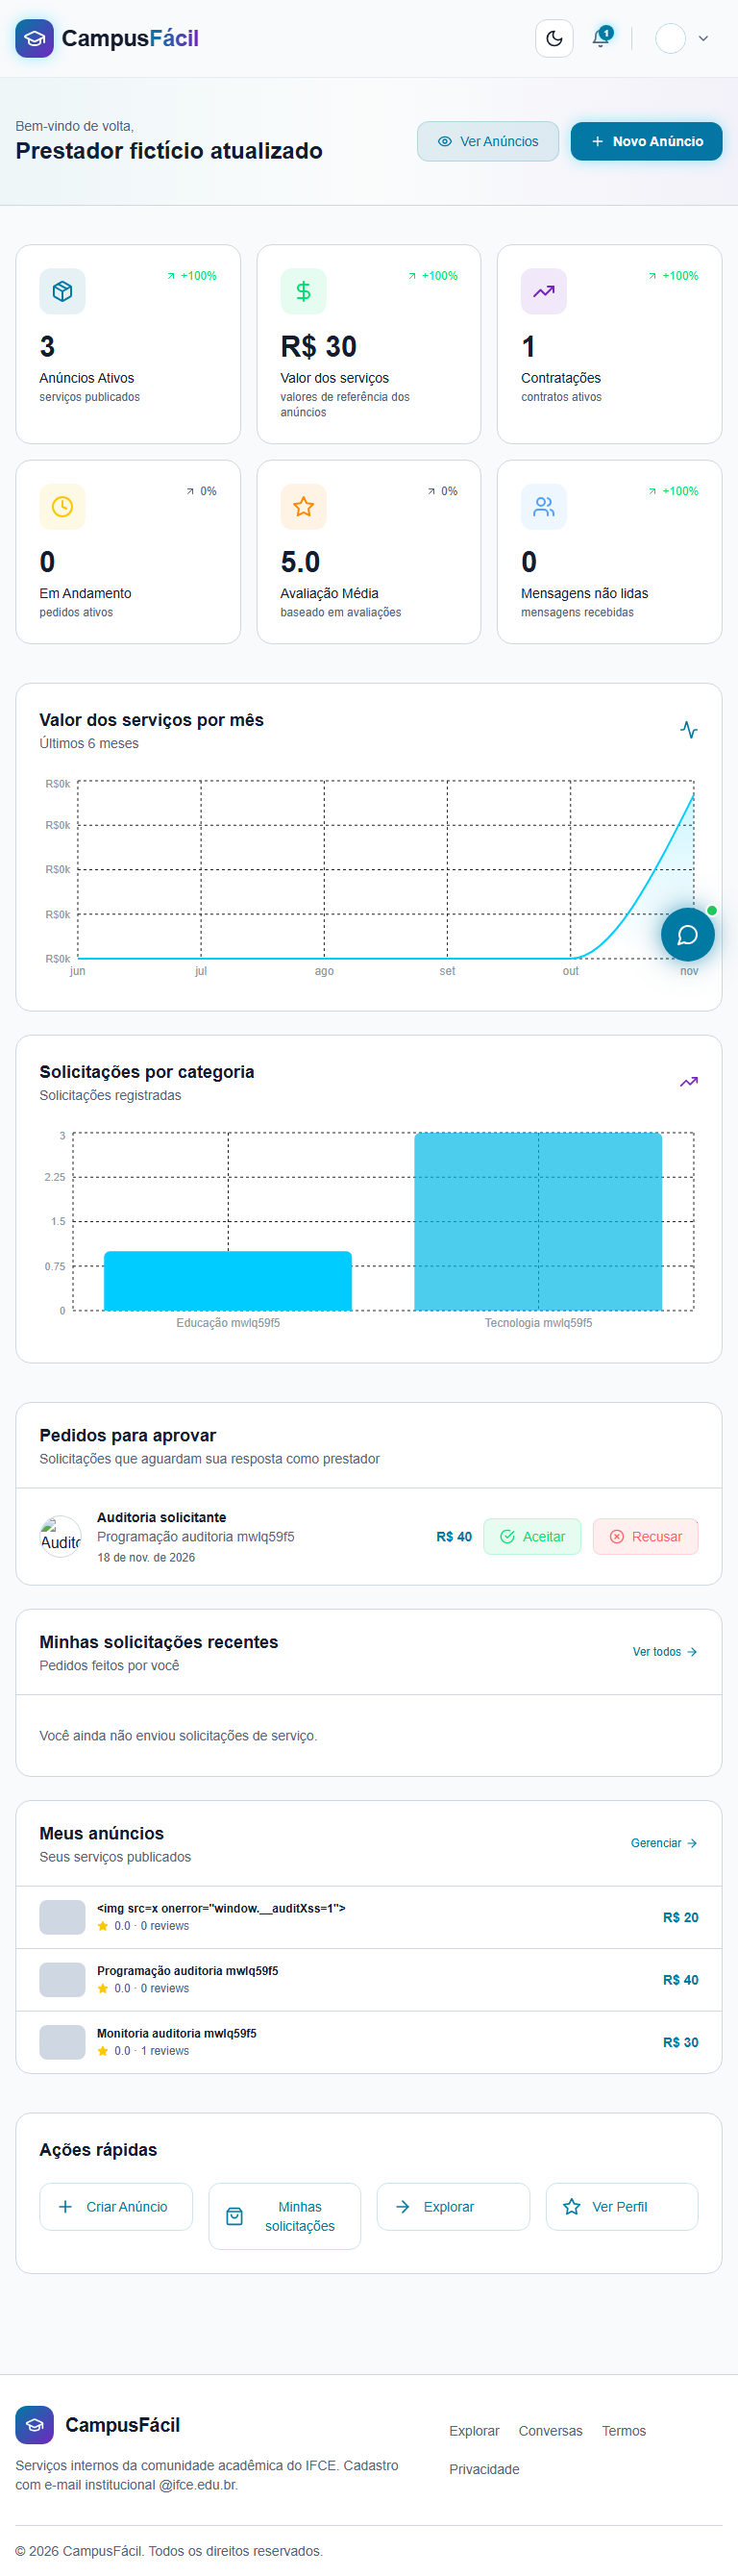 CampusFácil
1
Bem-vindo de volta,
Prestador fictício atualizado
Ver Anúncios
Novo Anúncio
+100%
3
Anúncios Ativos
serviços publicados
+100%
R$ 30
Valor dos serviços
valores de referência dos
anúncios
+100%
1
Contratações
contratos ativos
0%
0
Em Andamento
pedidos ativos
0%
5.0
Avaliação Média
baseado em avaliações
+100%
0
Mensagens não lidas
mensagens recebidas
Valor dos serviços por mês
Últimos 6 meses
R$0k
R$0k
R$0k
R$0k
R$0k
jun jul ago set out nov
Solicitações por categoria
Solicitações registradas
3
2.25
1.5
0.75
0
Educação mwlq59f5 Tecnologia mwlq59f5
Pedidos para aprovar
Solicitações que aguardam sua resposta como prestador
Audito
Auditoria solicitante
Programação auditoria mwlq59f5
18 de nov. de 2026
R$ 40
Aceitar
Recusar
Minhas solicitações recentes
Pedidos feitos por você
Ver todos
Você ainda não enviou solicitações de serviço.
Meus anúncios
Seus serviços publicados
Gerenciar
<img src=x onerror="window.__auditXss=1">
0.0 · 0 reviews
R$ 20
Programação auditoria mwlq59f5
0.0 · 0 reviews
R$ 40
Monitoria auditoria mwlq59f5
0.0 · 1 reviews
R$ 30
Ações rápidas
Criar Anúncio
Minhas
solicitações
Explorar
Ver Perfil
CampusFácil
Serviços internos da comunidade acadêmica do IFCE. Cadastro
com e-mail institucional @ifce.edu.br.
Explorar Conversas Termos
Privacidade
© 2026 CampusFácil. Todos os direitos reservados.